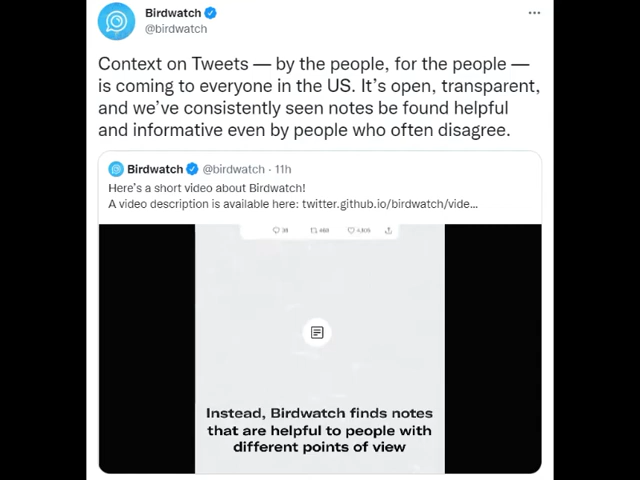 Birdwatch
@birdwatch
Context on Tweets — by the people, for the people —
is coming to everyone in the US. It’s open, transparent,
and we’ve consistently seen notes be found helpful
and informative even by people who often disagree.
Birdwatch @birdwatch · 11h
Here’s a short video about Birdwatch!
A video description is available here: twitter.github.io/birdwatch/vide...
Instead, Birdwatch finds notes
that are helpful to people with
different points of view